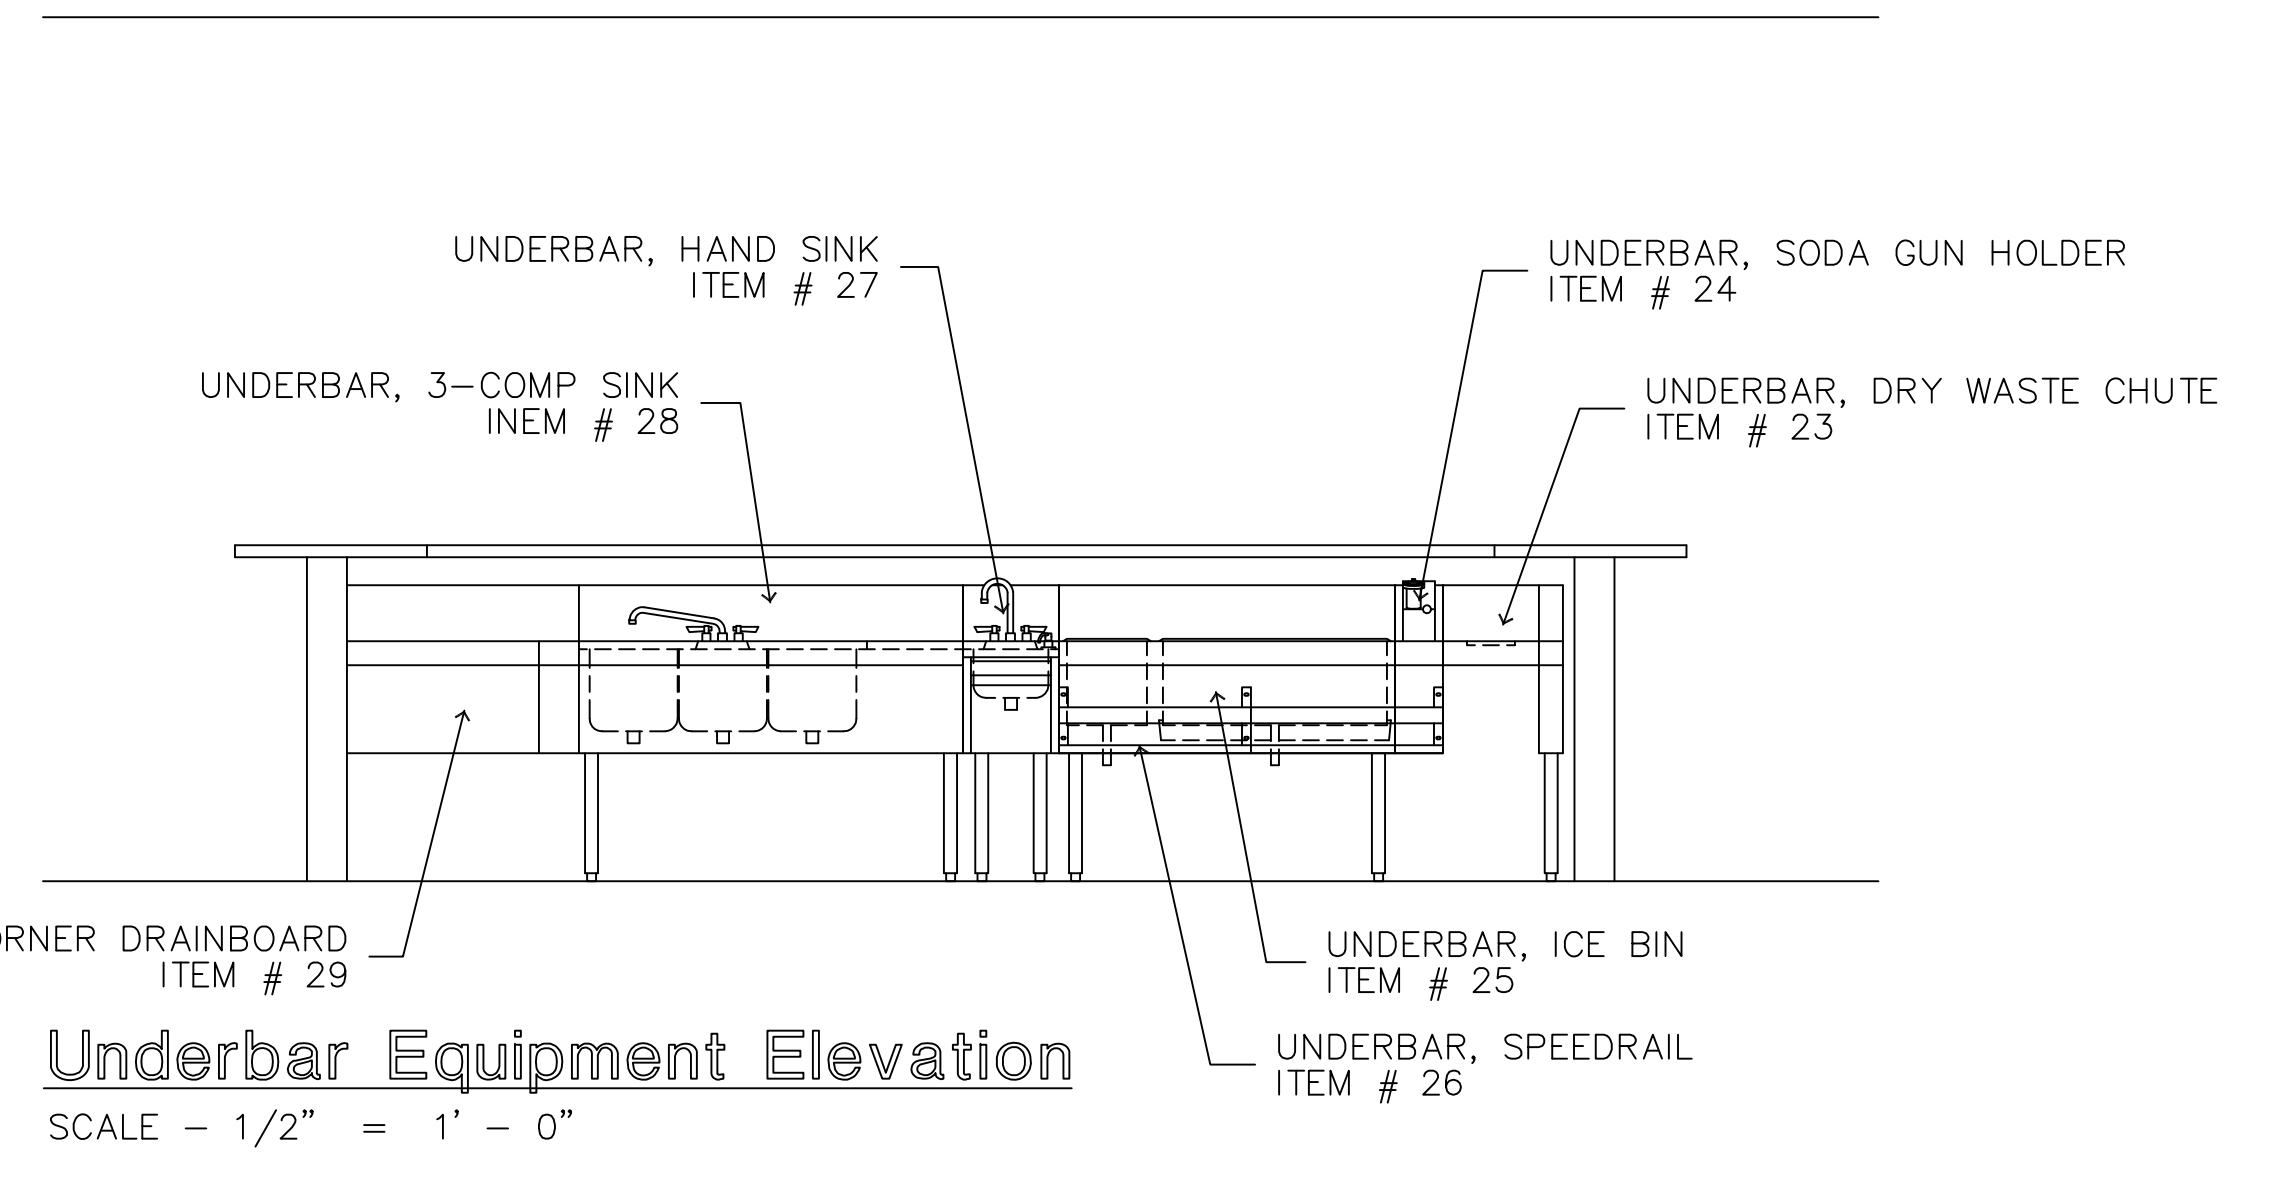 UNDERBAR, HAND SINK
ITEM # 27
UNDERBAR, SODA GUN HOLDER
ITEM # 24
UNDERBAR, 3-COMP SINK
INEM # 28
UNDERBAR, DRY WASTE CHUTE
ITEM # 23
DRAINBOARD
ITEM # 29
UNDERBAR, ICE BIN
ITEM # 25
UNDERBAR, SPEEDRAIL
ITEM # 26
Underbar Equipment Elevation
SCALE - 1/2" = 1' - 0"